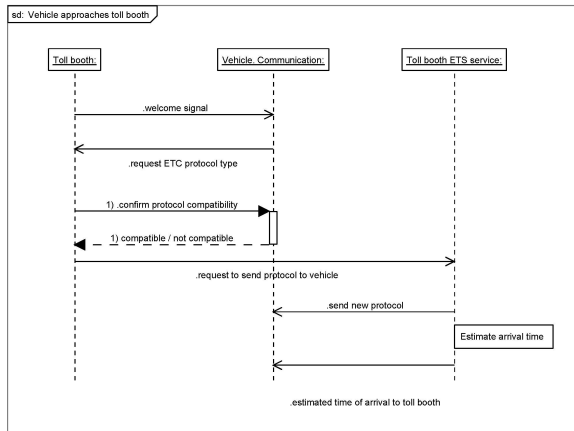 sd: Vehicle approaches toll booth
Toll booth:
Vehicle. Communication:
Toll booth ETS service:
.welcome signal
.request ETC protocol type
1) .confirm protocol compatibility
1) compatible / not compatible
.request to send protocol to vehicle
.send new protocol
Estimate arrival time
.estimated time of arrival to toll booth